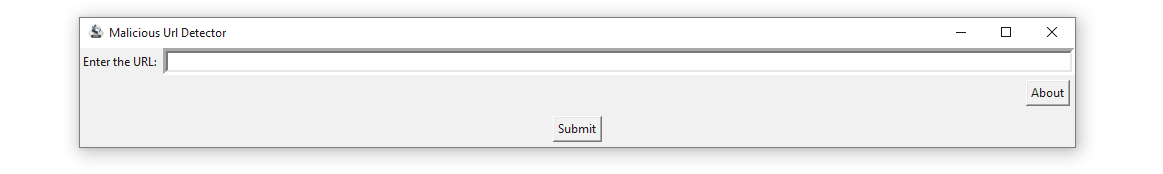 Malicious Url Detector
Enter the URL:
About
Submit